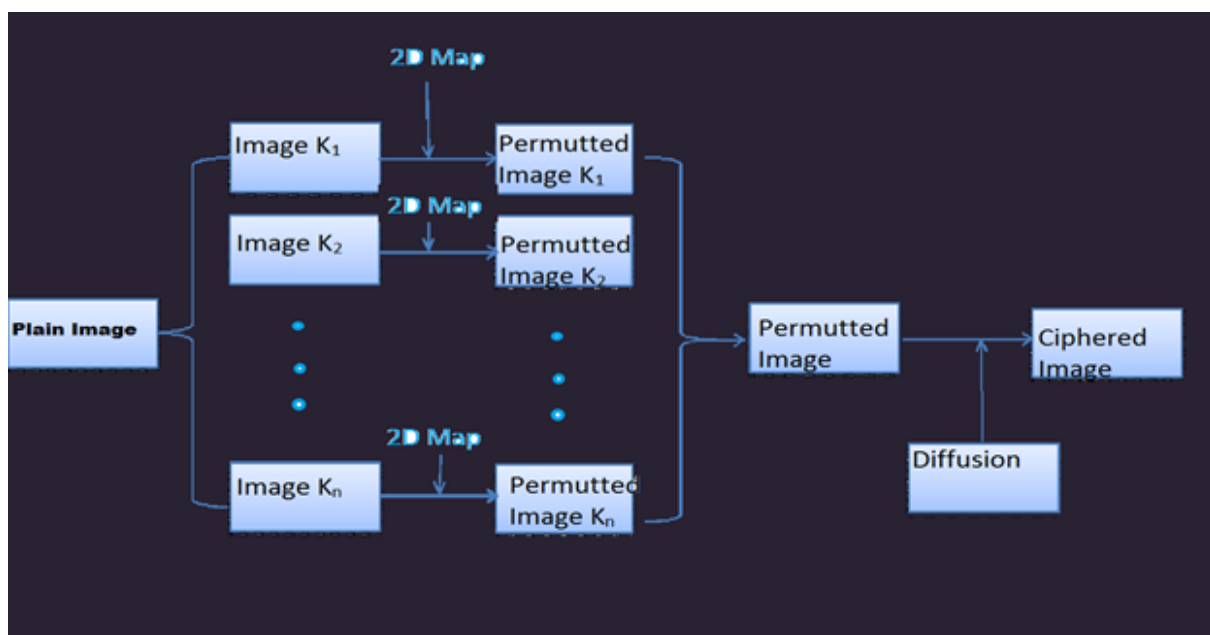 2D Map
Image K₁
Permutted
Image K₁
2D Map
Image K₂
Permutted
Image K₂
Plain Image
Permutted
Image
Ciphered
Image
2D Map
Diffusion
Image Kₙ
Permutted
Image Kₙ